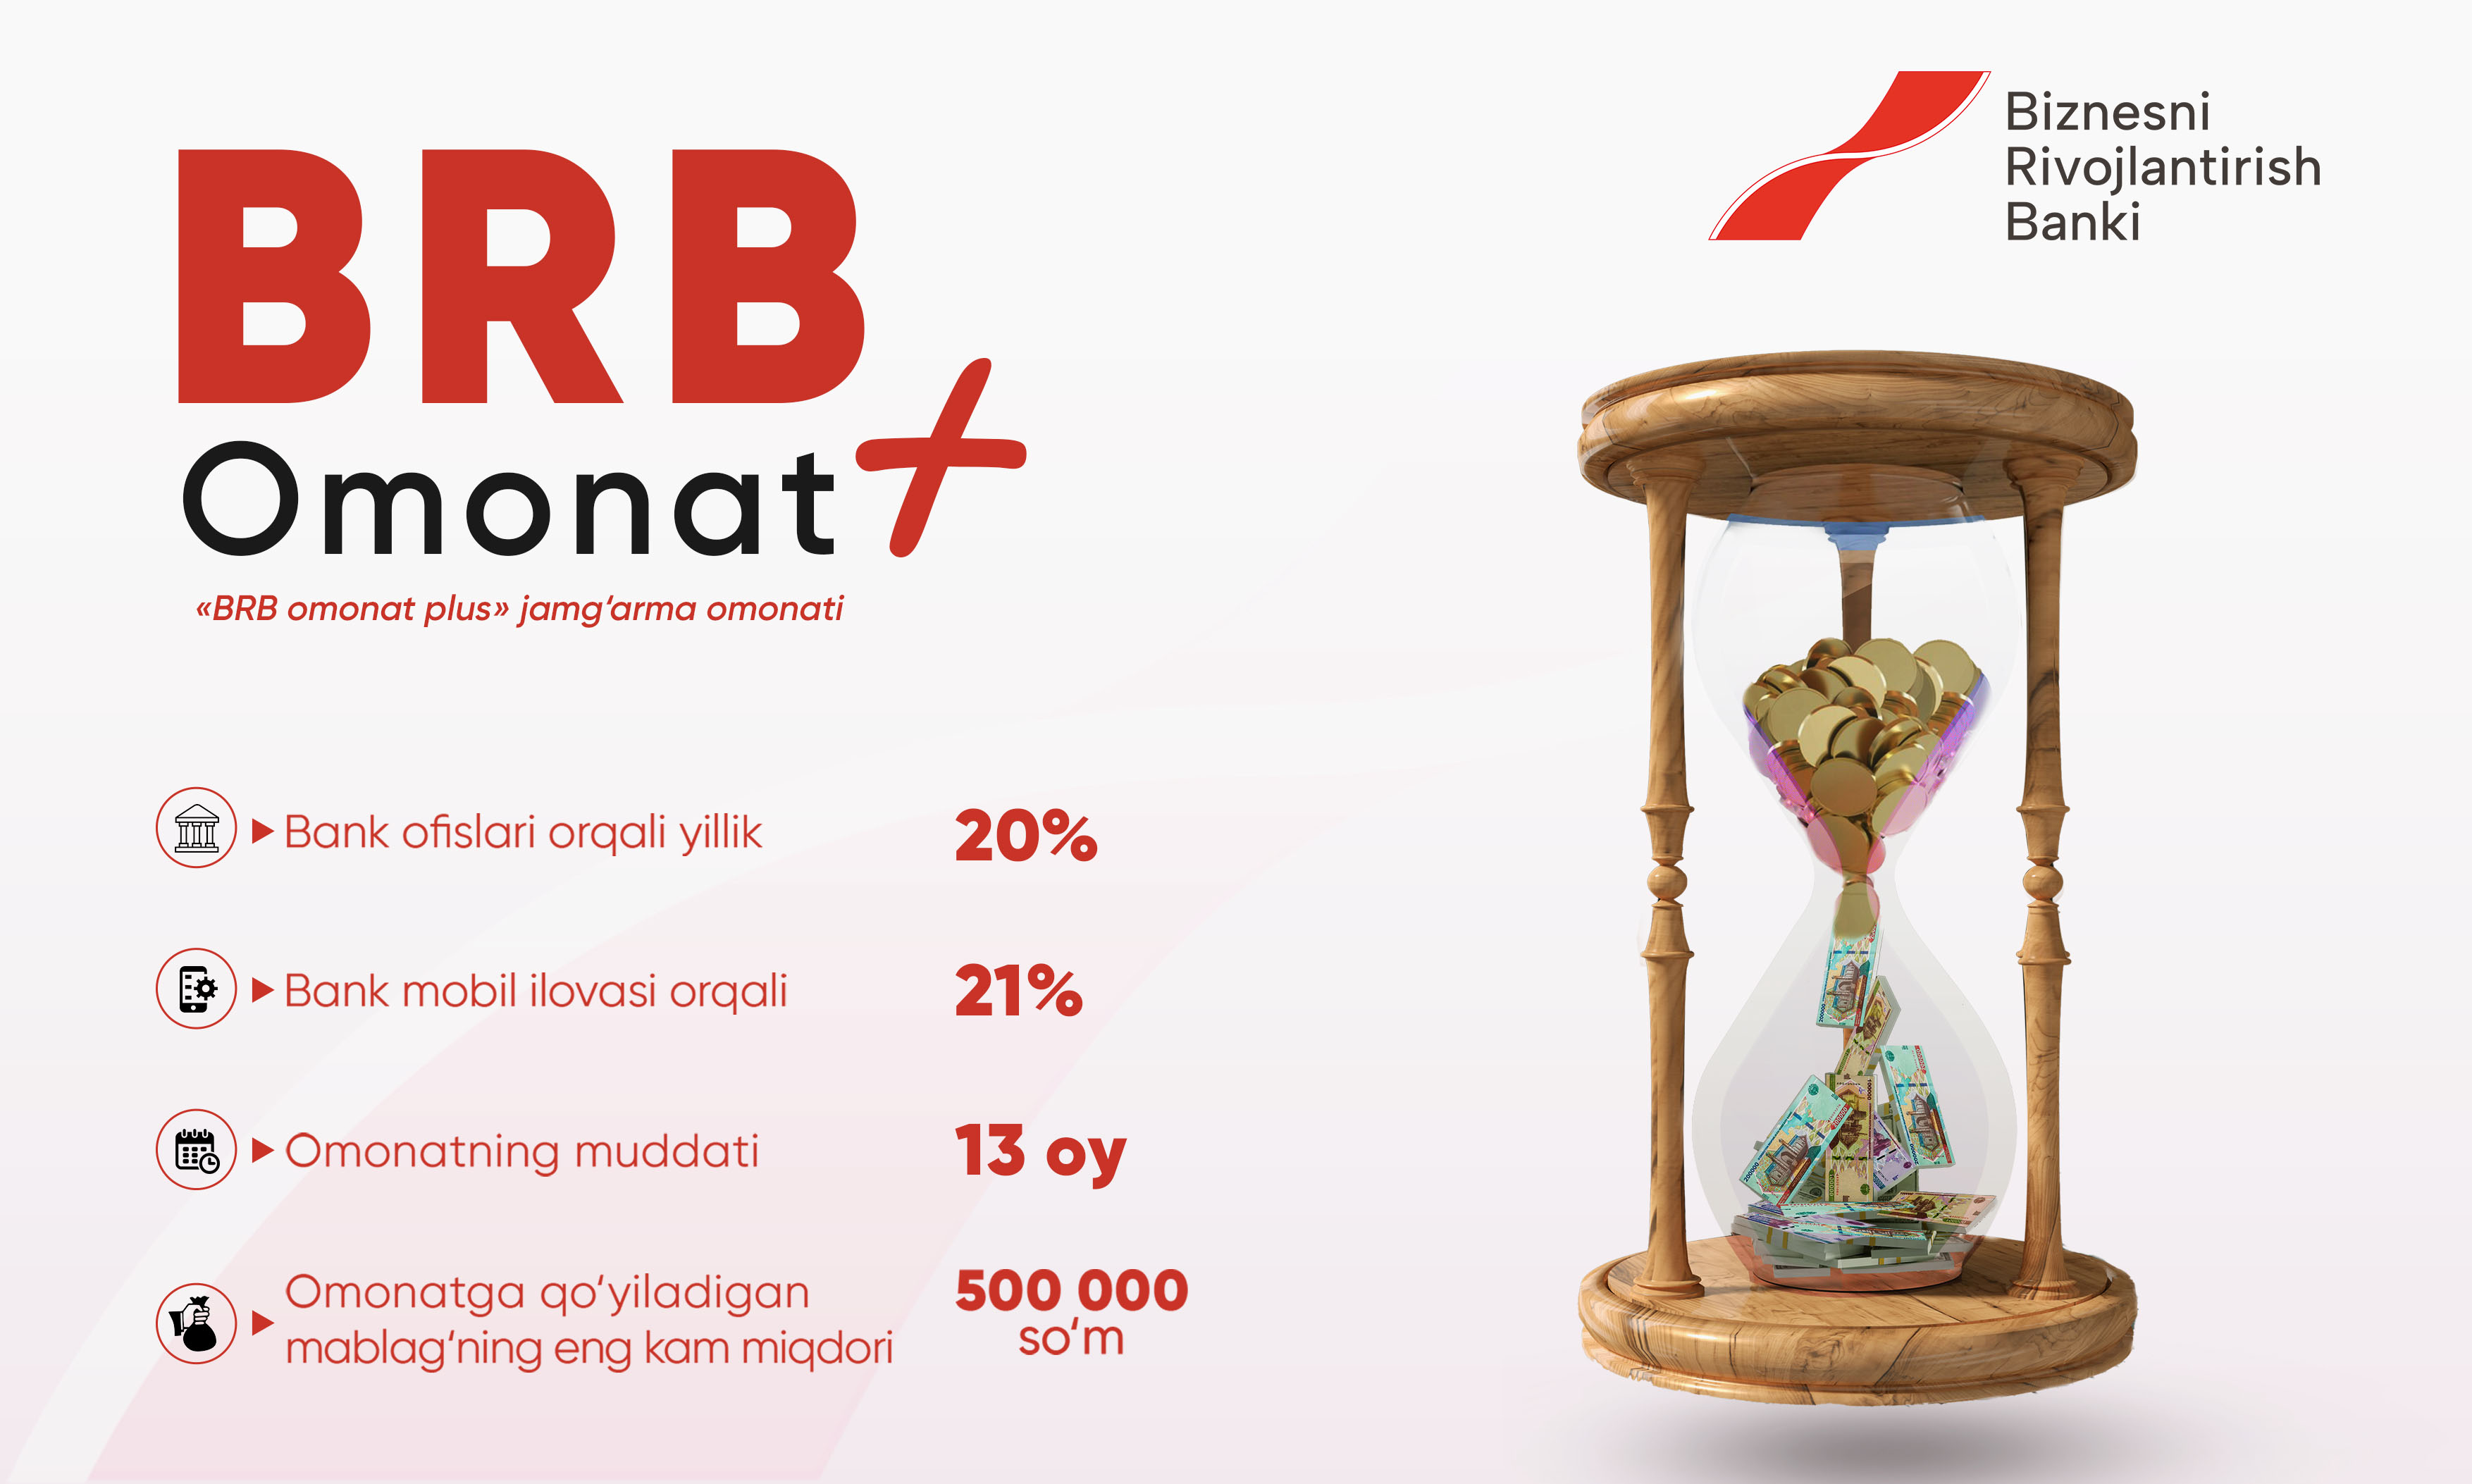 BRB
Omonat+
«BRB omonat plus» jamg‘arma omonati
Biznesni
Rivojlantirish
Banki
Bank ofislari orqali yillik 20%
Bank mobil ilovasi orqali 21%
Omonatning muddati 13 oy
Omonatga qo‘yiladigan
mablag‘ning eng kam miqdori
500 000
so‘m